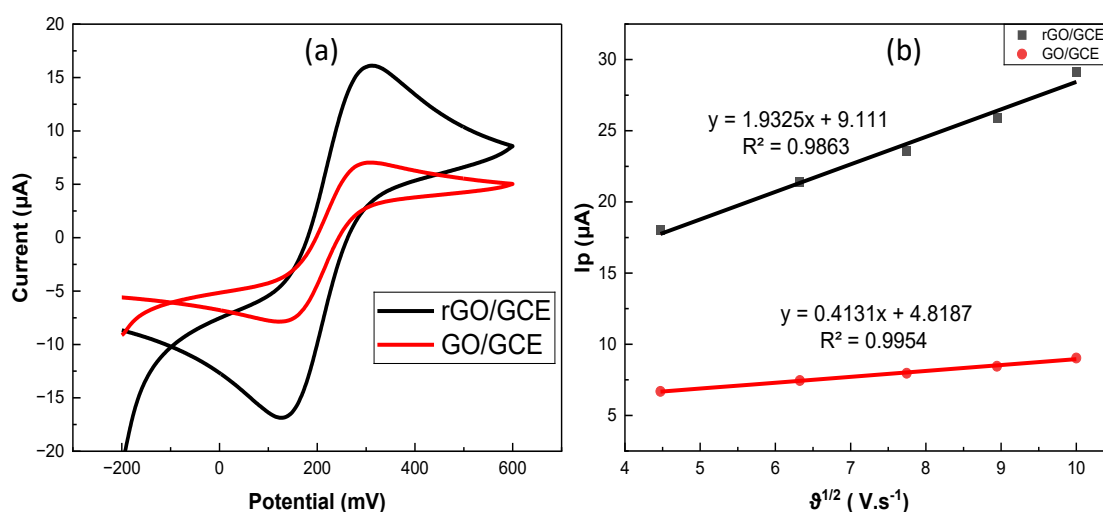 (a)
Current (µA)
20
15
10
5
0
−5
−10
−15
−20
rGO/GCE
GO/GCE
−200 0 200 400 600
Potential (mV)
(b)
rGO/GCE
GO/GCE
Ip (µA)
30
25
20
15
10
5
y = 1.9325x + 9.111
R² = 0.9863
y = 0.4131x + 4.8187
R² = 0.9954
4 5 6 7 8 9 10
ϑ¹/² ( V.s⁻¹)